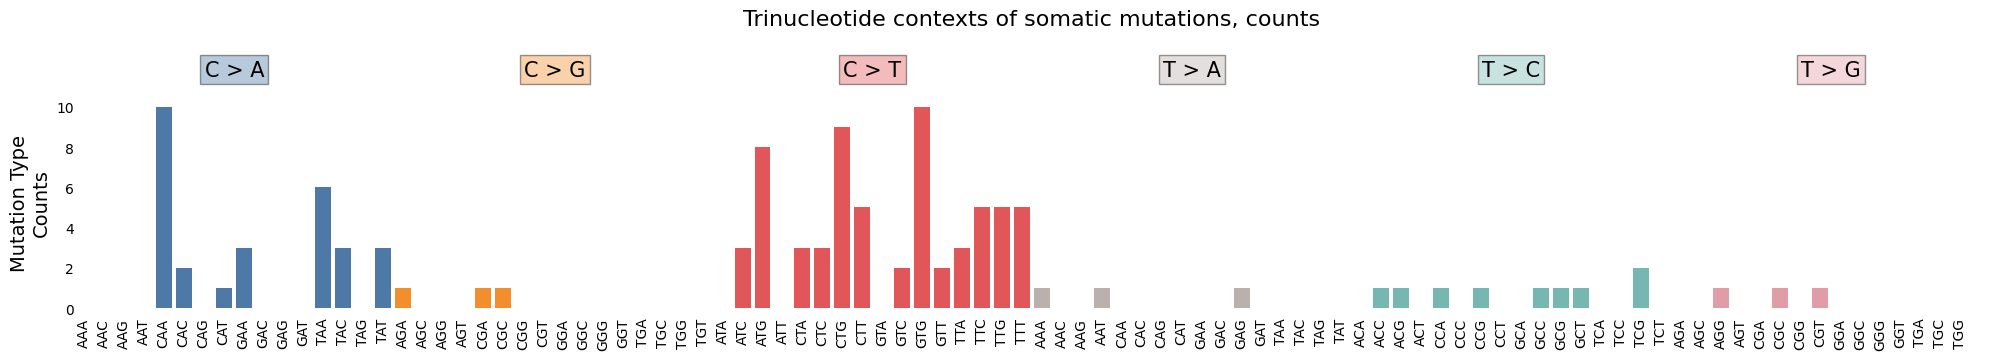 Trinucleotide contexts of somatic mutations, counts
C > A C > G C > T T > A T > C T > G
Mutation Type
Counts
10
8
6
4
2
0
AAA AAC AAG AAT CAA CAC CAG CAT GAA GAC GAG GAT TAA TAC TAG TAT AGA AGC AGG AGT CGA CGC CGG CGT GGA GGC GGG GGT TGA TGC TGG TGT ATA ATC ATG ATT CTA CTC CTG CTT GTA GTC GTG GTT TTA TTC TTG TTT AAA AAC AAG AAT CAA CAC CAG CAT GAA GAC GAG GAT TAA TAC TAG TAT ACA ACC ACG ACT CCA CCC CCG CCT GCA GCC GCG GCT TCA TCC TCG TCT AGA AGC AGG AGT CGA CGC CGG CGT GGA GGC GGG GGT TGA TGC TGG